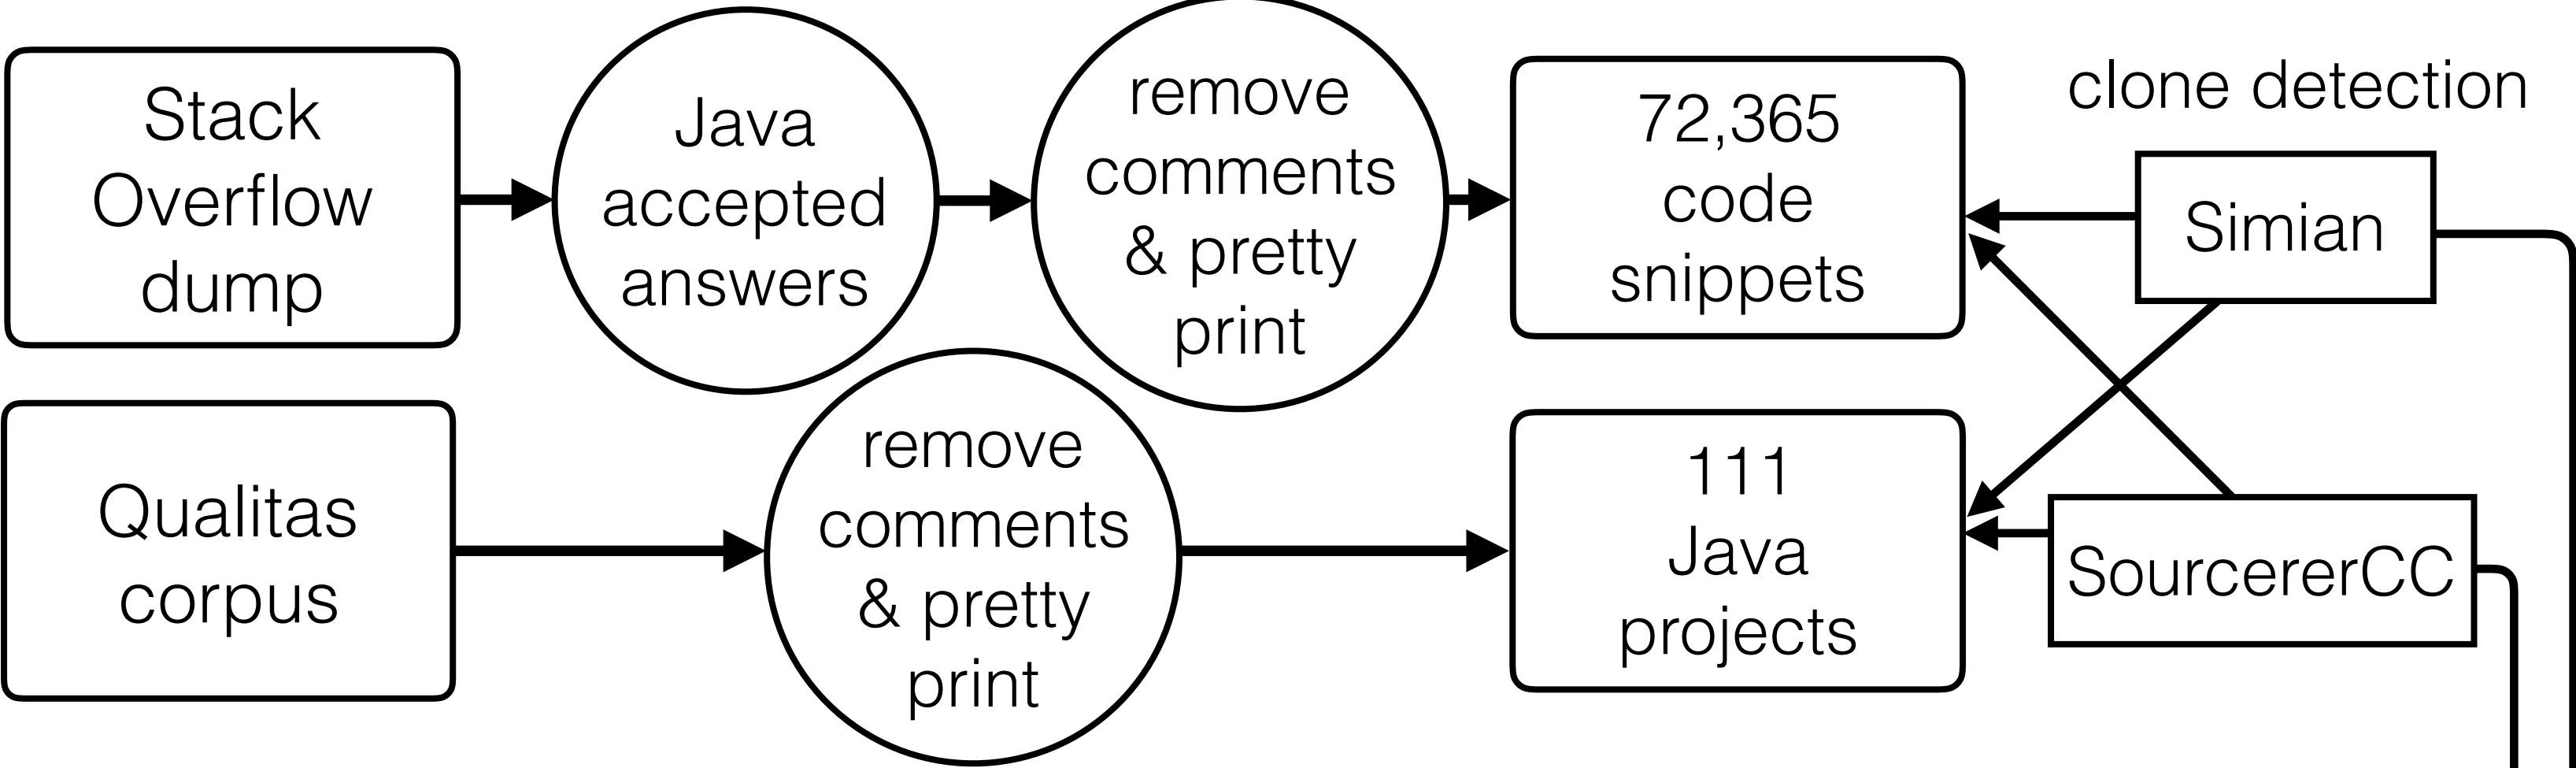 Stack
Overflow
dump
Java
accepted
answers
remove
comments
& pretty
print
72,365
code
snippets
clone detection
Simian
Qualitas
corpus
remove
comments
& pretty
print
111
Java
projects
SourcererCC